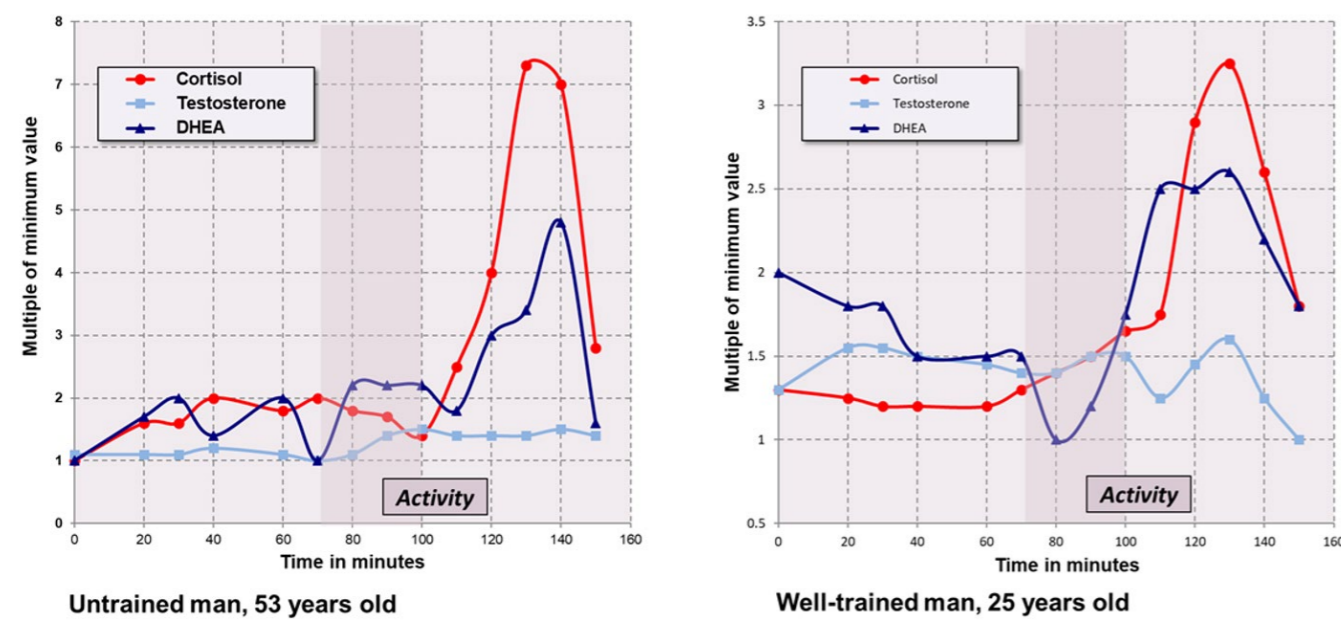 8
7
6
5
4
3
2
1
0
Multiple of minimum value
Cortisol
Testosterone
DHEA
Activity
0 20 40 60 80 100 120 140 160
Time in minutes
Untrained man, 53 years old
3.5
3
2.5
2
1.5
1
0.5
Multiple of minimum value
Cortisol
Testosterone
DHEA
Activity
0 20 40 60 80 100 120 140 160
Time in minutes
Well-trained man, 25 years old